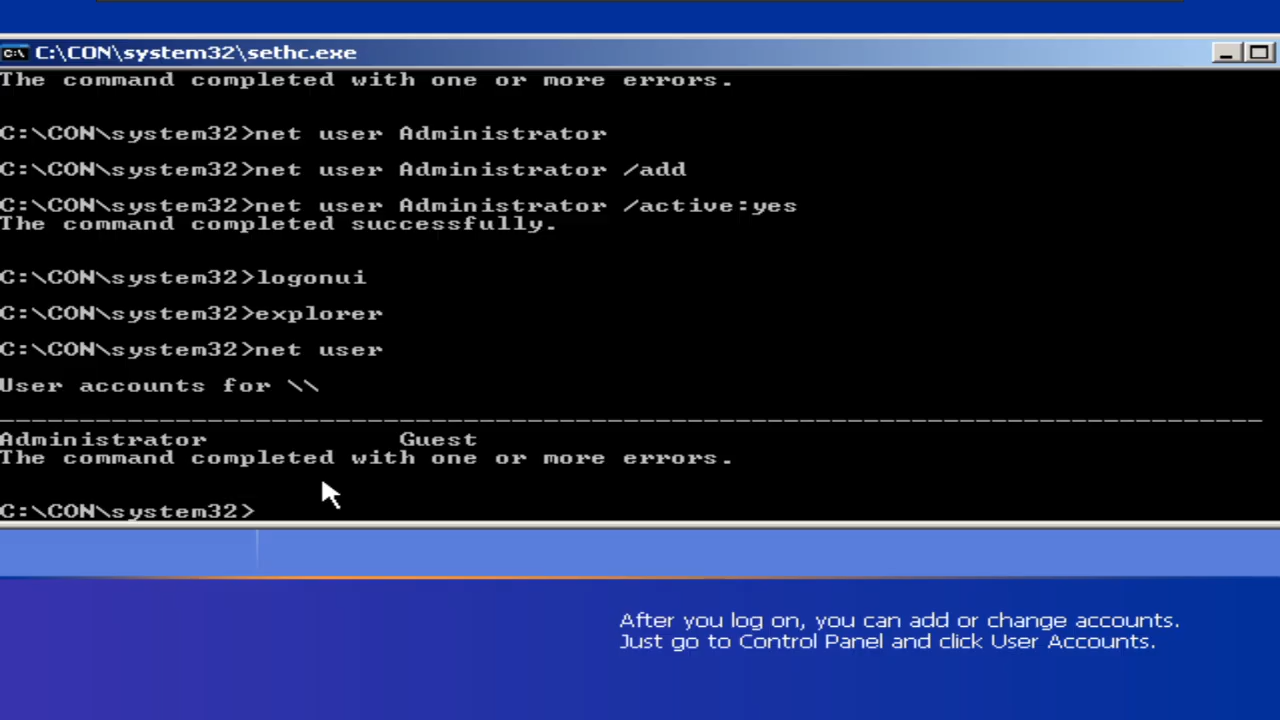 C:\CON\system32\sethc.exe
The command completed with one or more errors.
C:\CON\system32>net user Administrator
C:\CON\system32>net user Administrator /add
C:\CON\system32>net user Administrator /active:yes
The command completed successfully.
C:\CON\system32>logonui
C:\CON\system32>explorer
C:\CON\system32>net user
User accounts for \\
-------------------------------------------------------------------------------
Administrator            Guest
The command completed with one or more errors.
C:\CON\system32>
After you log on, you can add or change accounts.
Just go to Control Panel and click User Accounts.